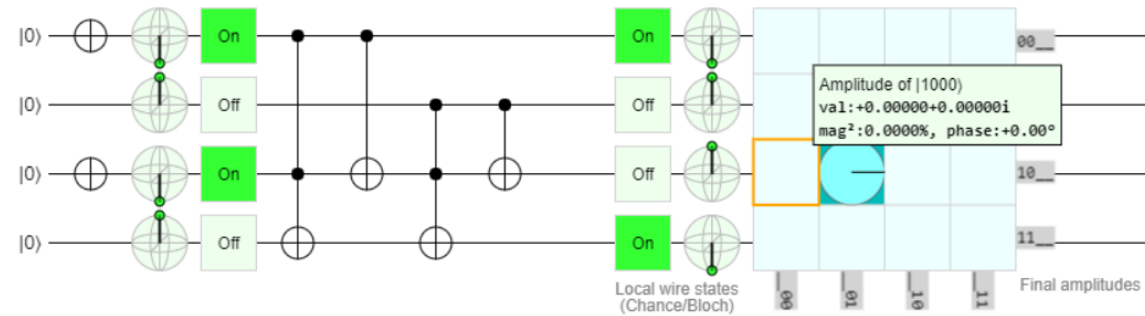 |0⟩ On On 00__
Amplitude of |1000⟩
|0⟩ Off Off
val:+0.00000+0.00000i
mag²:0.0000%, phase:+0.00°
|0⟩ On Off 10__
|0⟩ Off On 11__
Local wire states
(Chance/Bloch)
__00
__01
__10
__11
Final amplitudes